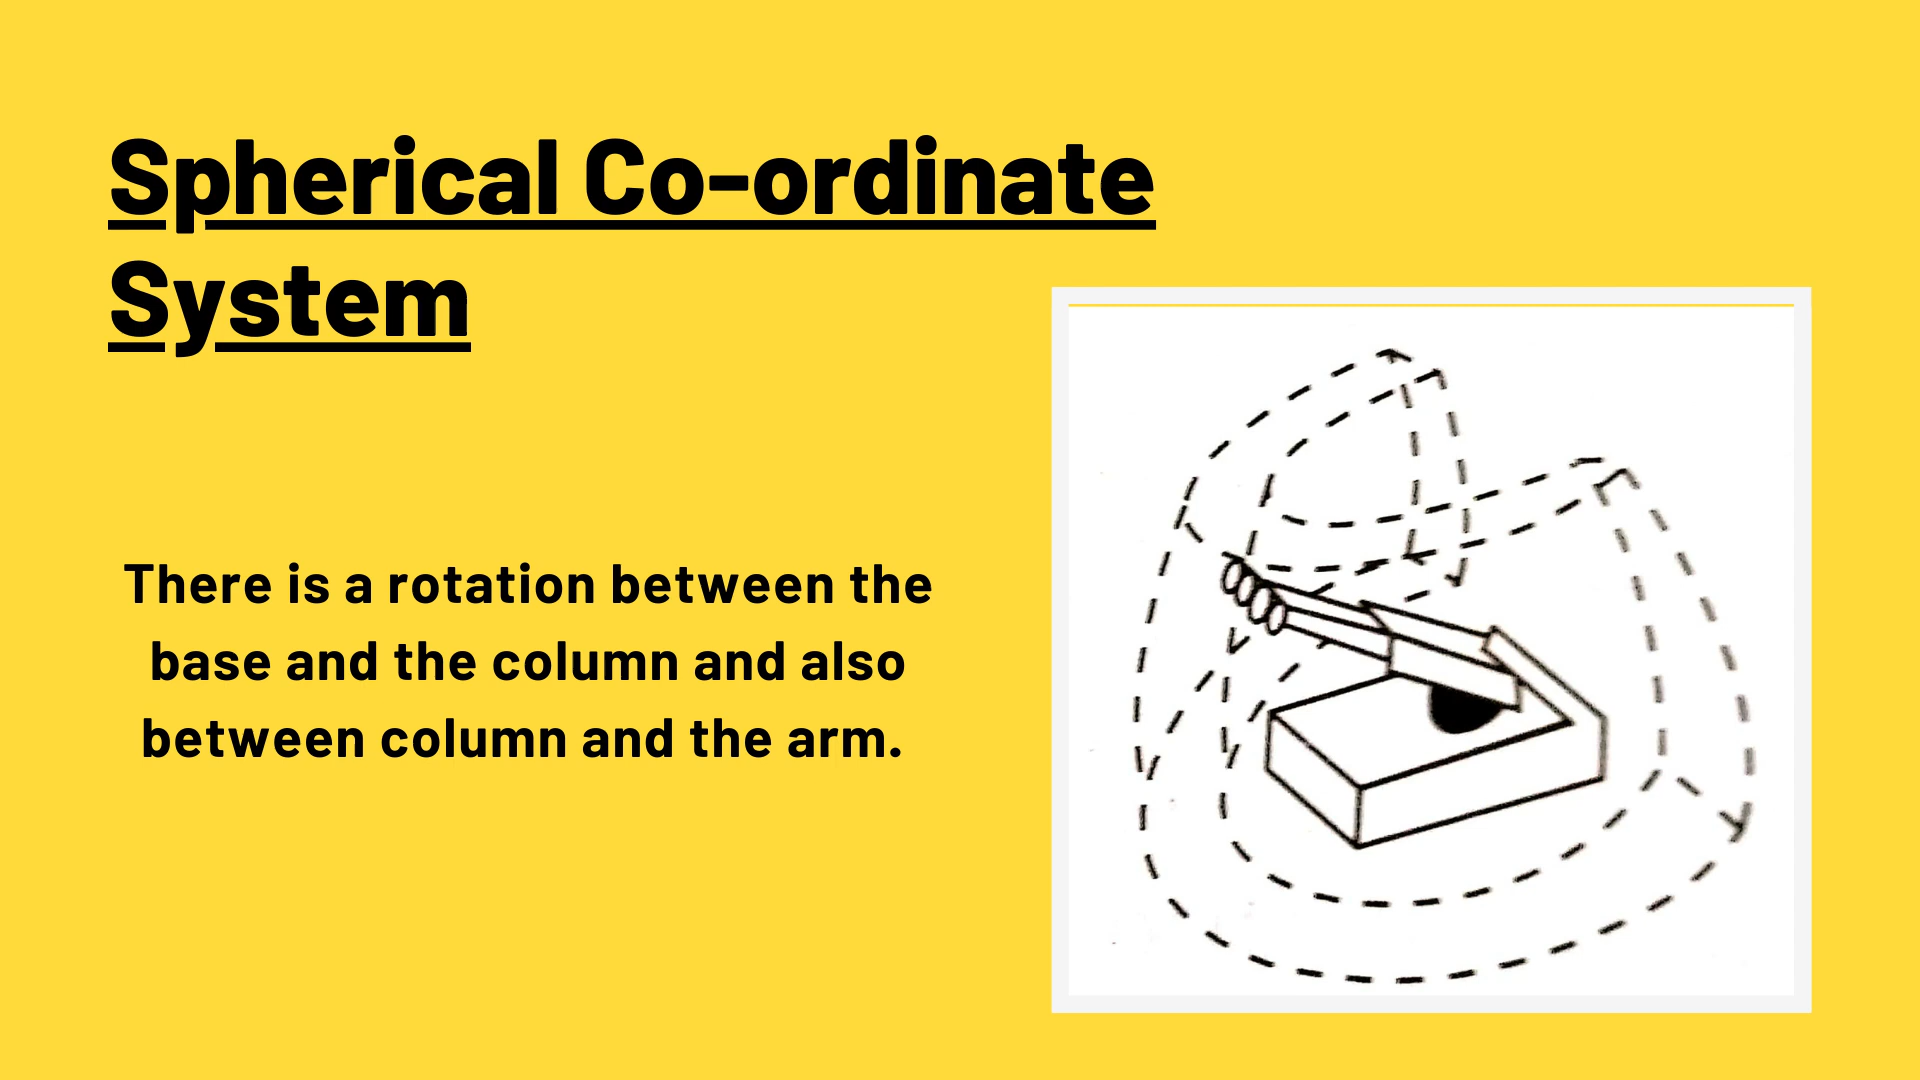 Spherical Co-ordinate
System
There is a rotation between the
base and the column and also
between column and the arm.